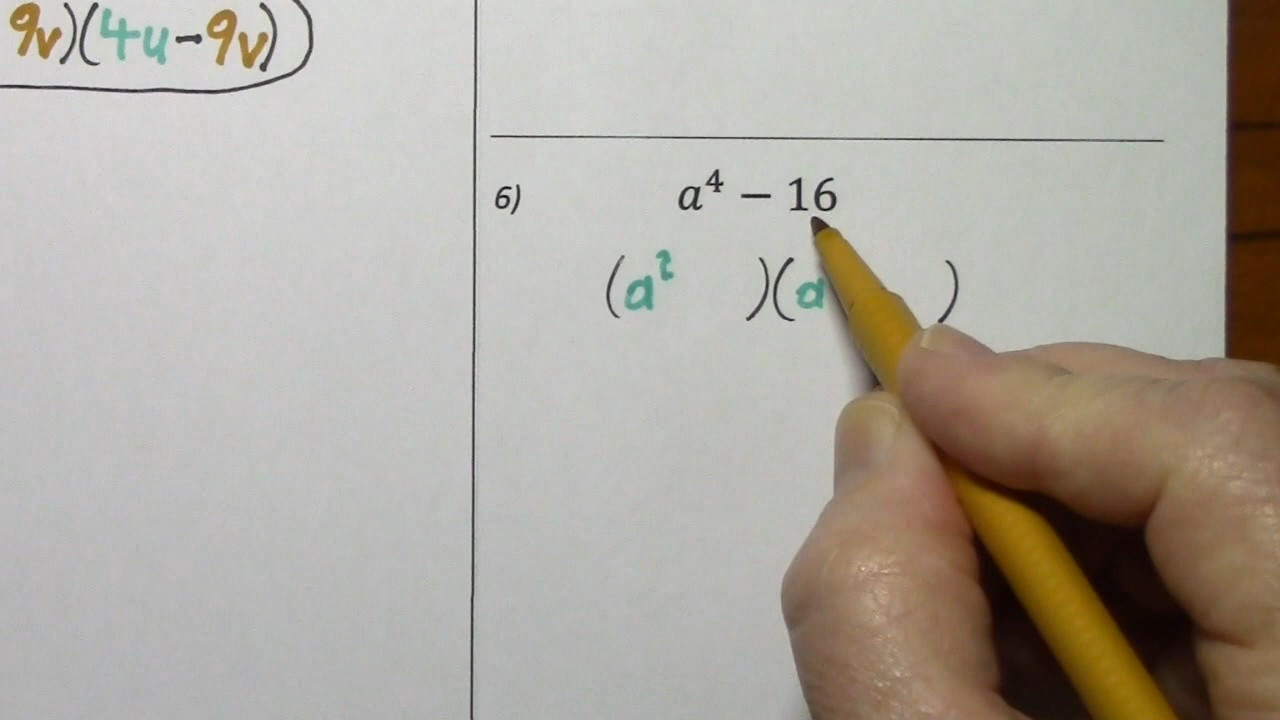 9v)(4u-9v)
6) a⁴ − 16
(a² )(a )